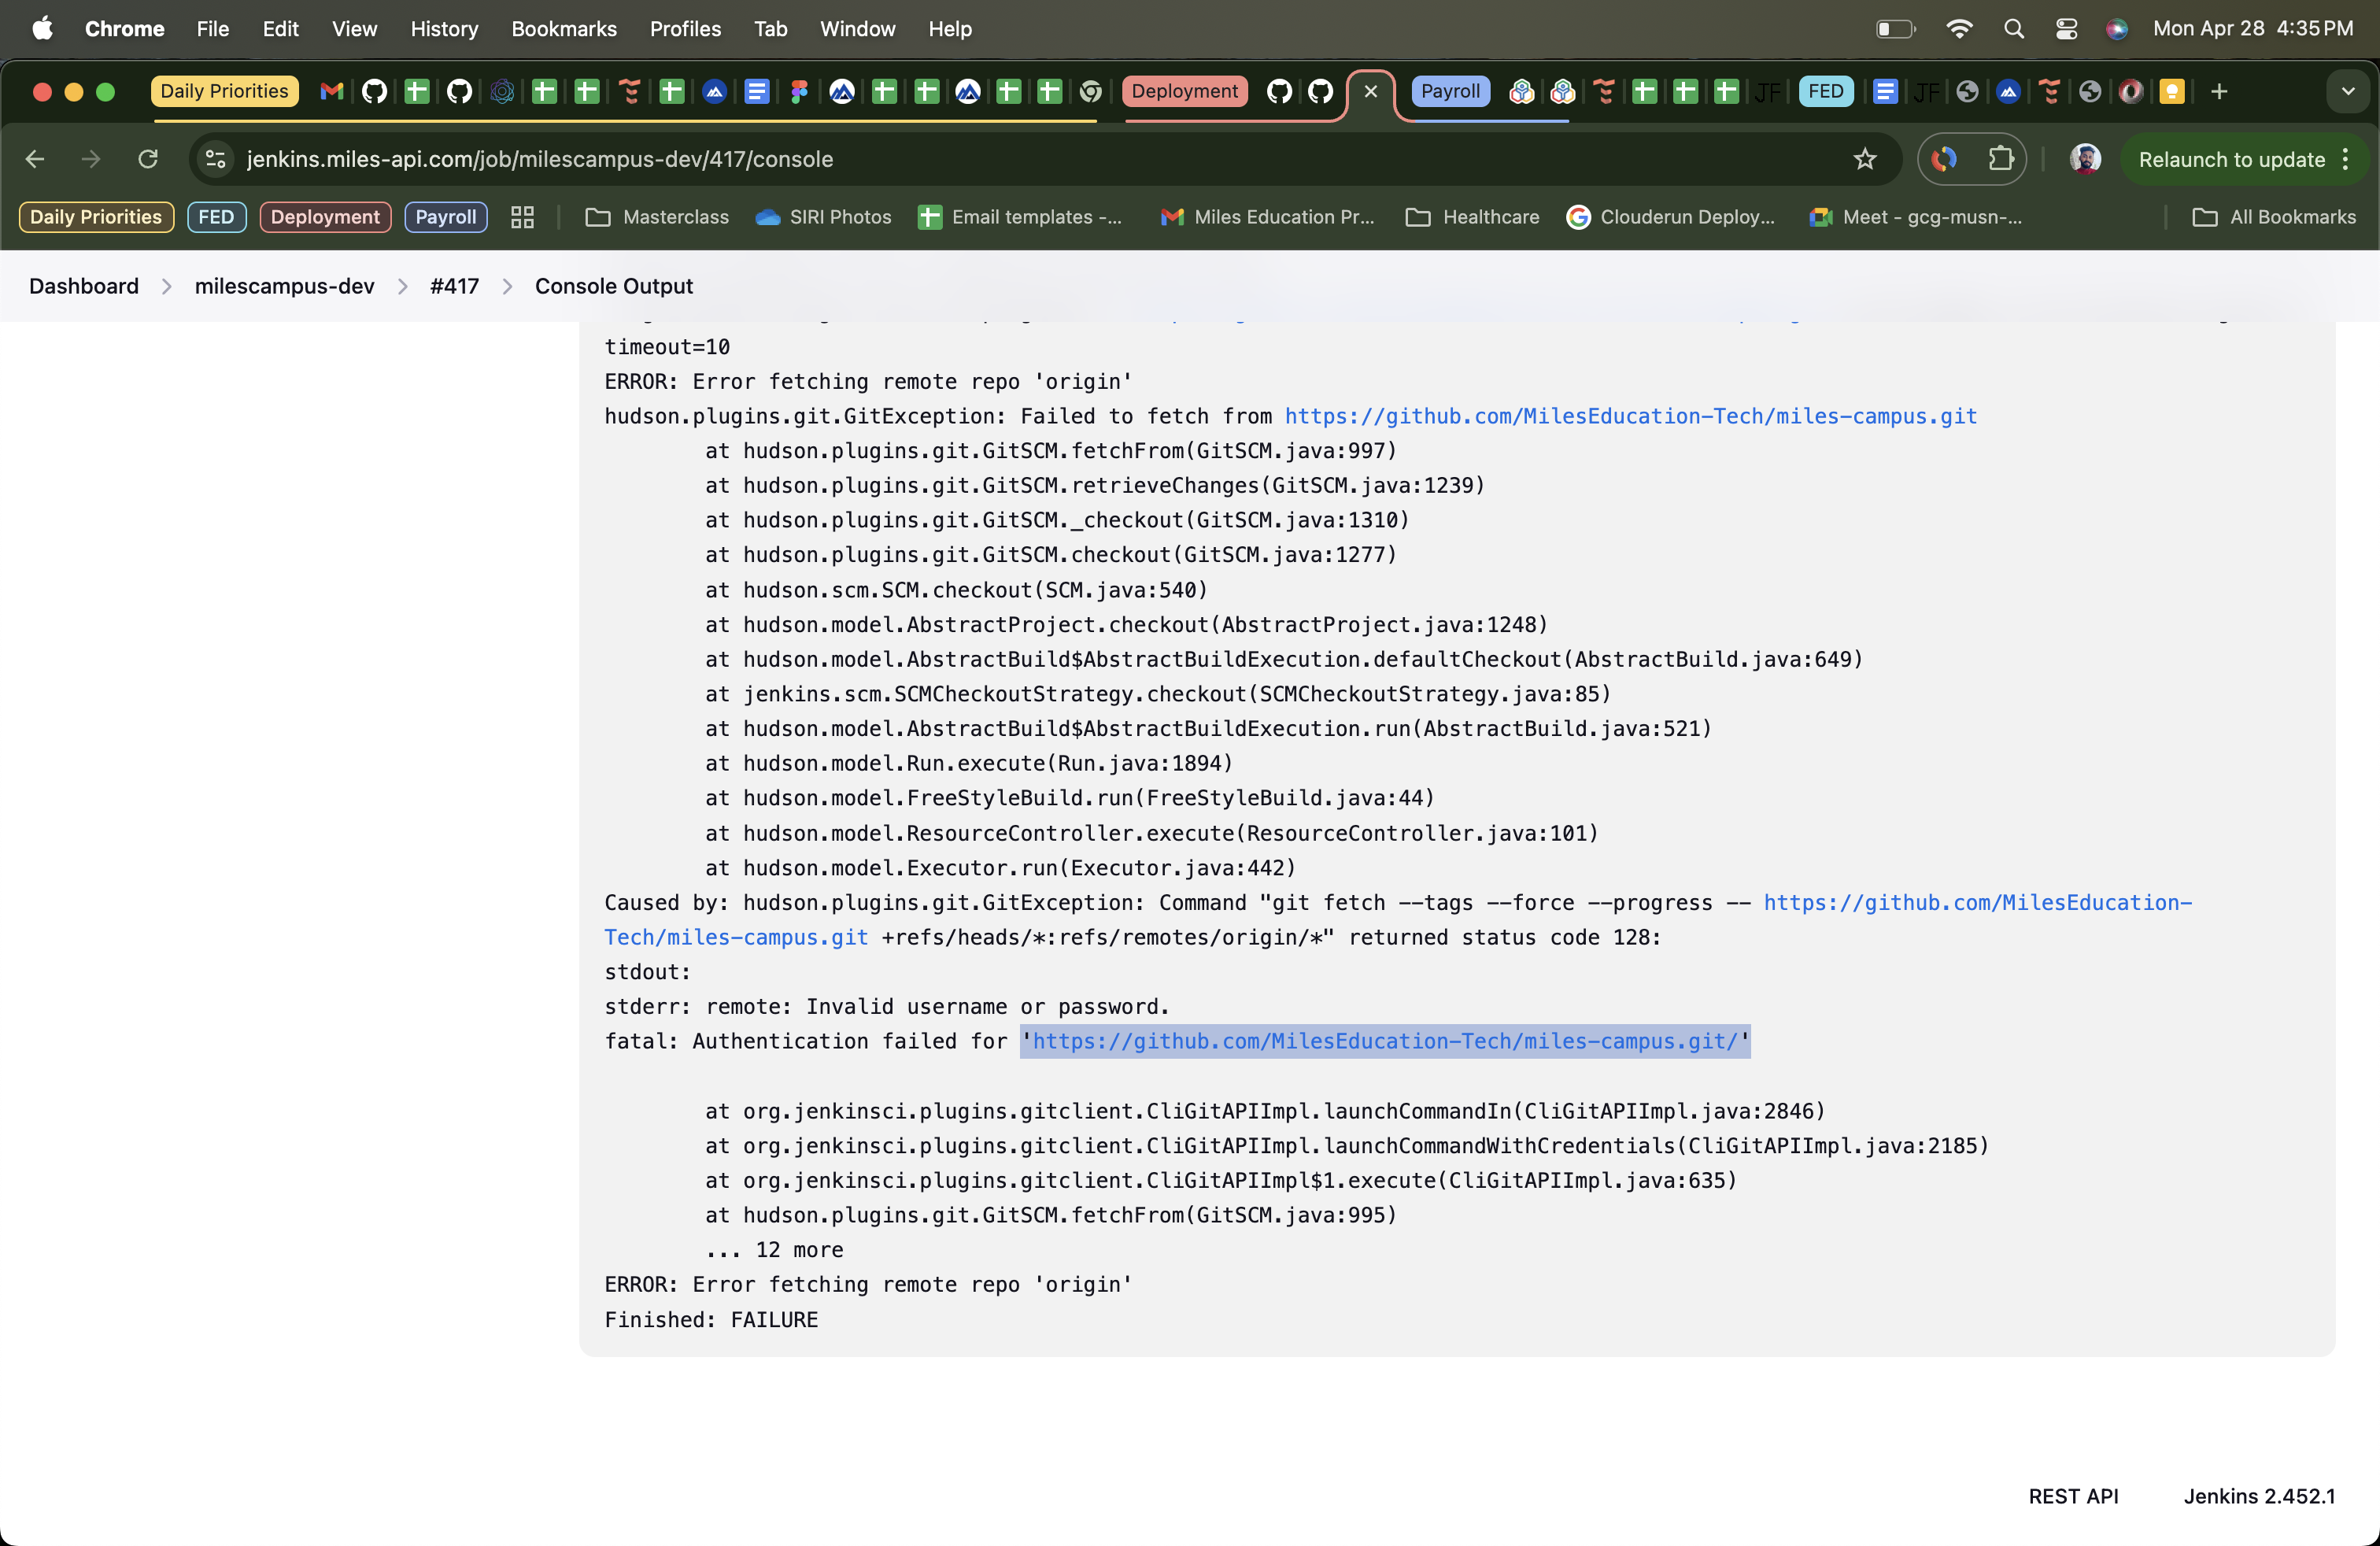 Chrome File Edit View History Bookmarks Profiles Tab Window Help Mon Apr 28 4:35 PM
Daily Priorities Deployment Payroll JF FED JF
jenkins.miles-api.com/job/milescampus-dev/417/console Relaunch to update
Daily Priorities FED Deployment Payroll Masterclass SIRI Photos Email templates -... Miles Education Pr... Healthcare Clouderun Deploy... Meet - gcg-musn-... All Bookmarks
Dashboard > milescampus-dev > #417 > Console Output
timeout=10
ERROR: Error fetching remote repo 'origin'
hudson.plugins.git.GitException: Failed to fetch from https://github.com/MilesEducation-Tech/miles-campus.git
at hudson.plugins.git.GitSCM.fetchFrom(GitSCM.java:997)
at hudson.plugins.git.GitSCM.retrieveChanges(GitSCM.java:1239)
at hudson.plugins.git.GitSCM._checkout(GitSCM.java:1310)
at hudson.plugins.git.GitSCM.checkout(GitSCM.java:1277)
at hudson.scm.SCM.checkout(SCM.java:540)
at hudson.model.AbstractProject.checkout(AbstractProject.java:1248)
at hudson.model.AbstractBuild$AbstractBuildExecution.defaultCheckout(AbstractBuild.java:649)
at jenkins.scm.SCMCheckoutStrategy.checkout(SCMCheckoutStrategy.java:85)
at hudson.model.AbstractBuild$AbstractBuildExecution.run(AbstractBuild.java:521)
at hudson.model.Run.execute(Run.java:1894)
at hudson.model.FreeStyleBuild.run(FreeStyleBuild.java:44)
at hudson.model.ResourceController.execute(ResourceController.java:101)
at hudson.model.Executor.run(Executor.java:442)
Caused by: hudson.plugins.git.GitException: Command "git fetch --tags --force --progress -- https://github.com/MilesEducation-
Tech/miles-campus.git +refs/heads/*:refs/remotes/origin/*" returned status code 128:
stdout:
stderr: remote: Invalid username or password.
fatal: Authentication failed for 'https://github.com/MilesEducation-Tech/miles-campus.git/'
at org.jenkinsci.plugins.gitclient.CliGitAPIImpl.launchCommandIn(CliGitAPIImpl.java:2846)
at org.jenkinsci.plugins.gitclient.CliGitAPIImpl.launchCommandWithCredentials(CliGitAPIImpl.java:2185)
at org.jenkinsci.plugins.gitclient.CliGitAPIImpl$1.execute(CliGitAPIImpl.java:635)
at hudson.plugins.git.GitSCM.fetchFrom(GitSCM.java:995)
... 12 more
ERROR: Error fetching remote repo 'origin'
Finished: FAILURE
REST API Jenkins 2.452.1